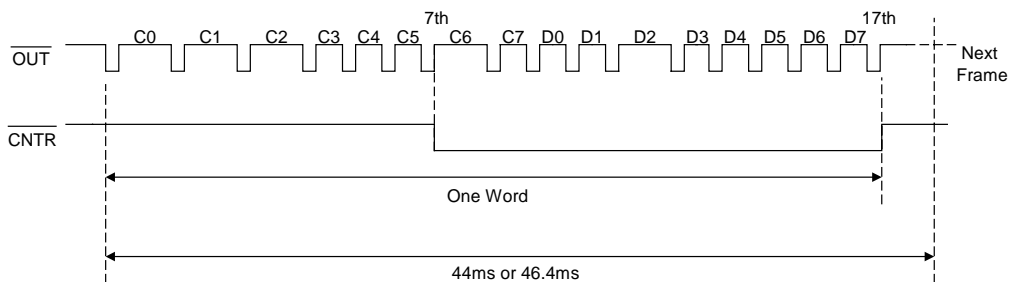 7th 17th
OUT C0 C1 C2 C3 C4 C5 C6 C7 D0 D1 D2 D3 D4 D5 D6 D7 Next
Frame
CNTR
One Word
44ms or 46.4ms